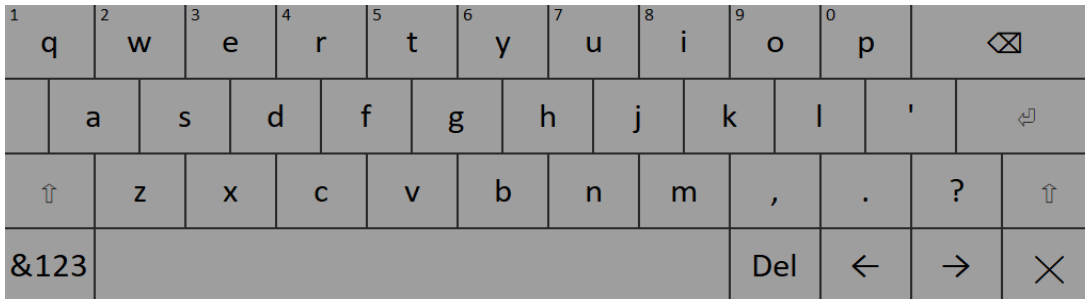 1 q 2 w 3 e 4 r 5 t 6 y 7 u 8 i 9 o 0 p ⌫
a s d f g h j k l ' ⏎
⇧ z x c v b n m , . ? ⇧
&123 Del ← → ×